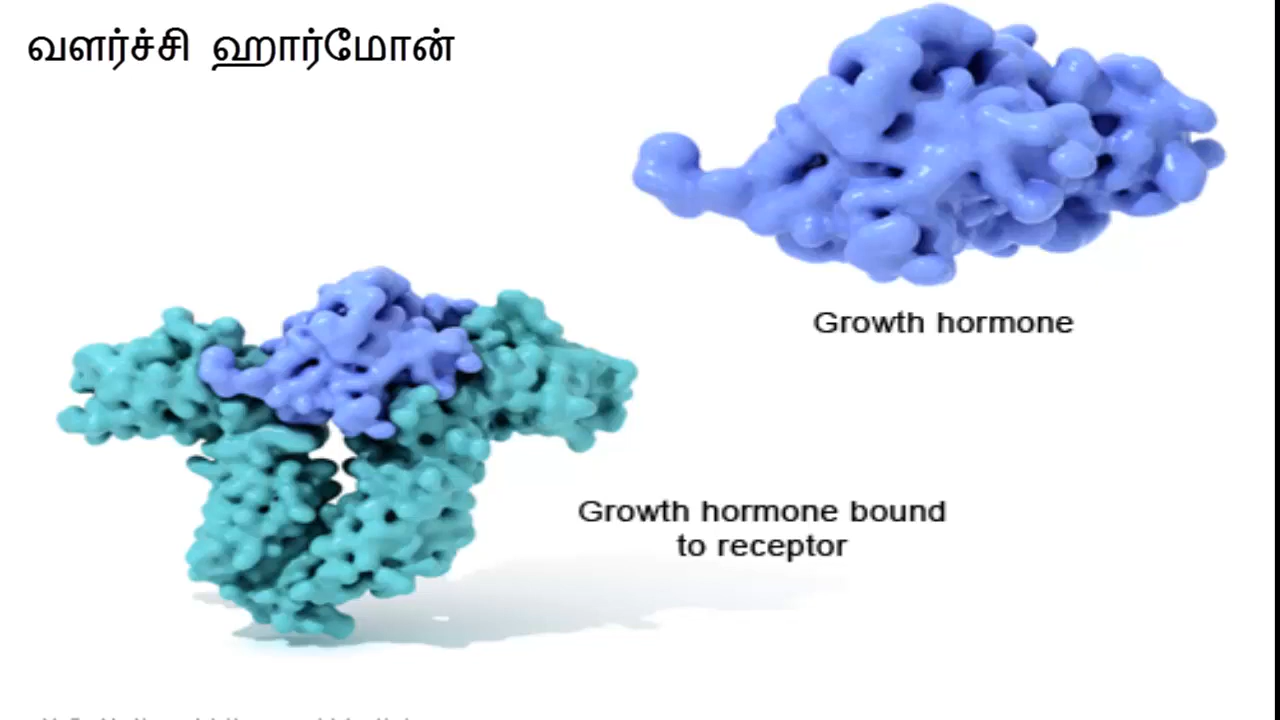 வளர்ச்சி ஹார்மோன்
Growth hormone
Growth hormone bound
to receptor